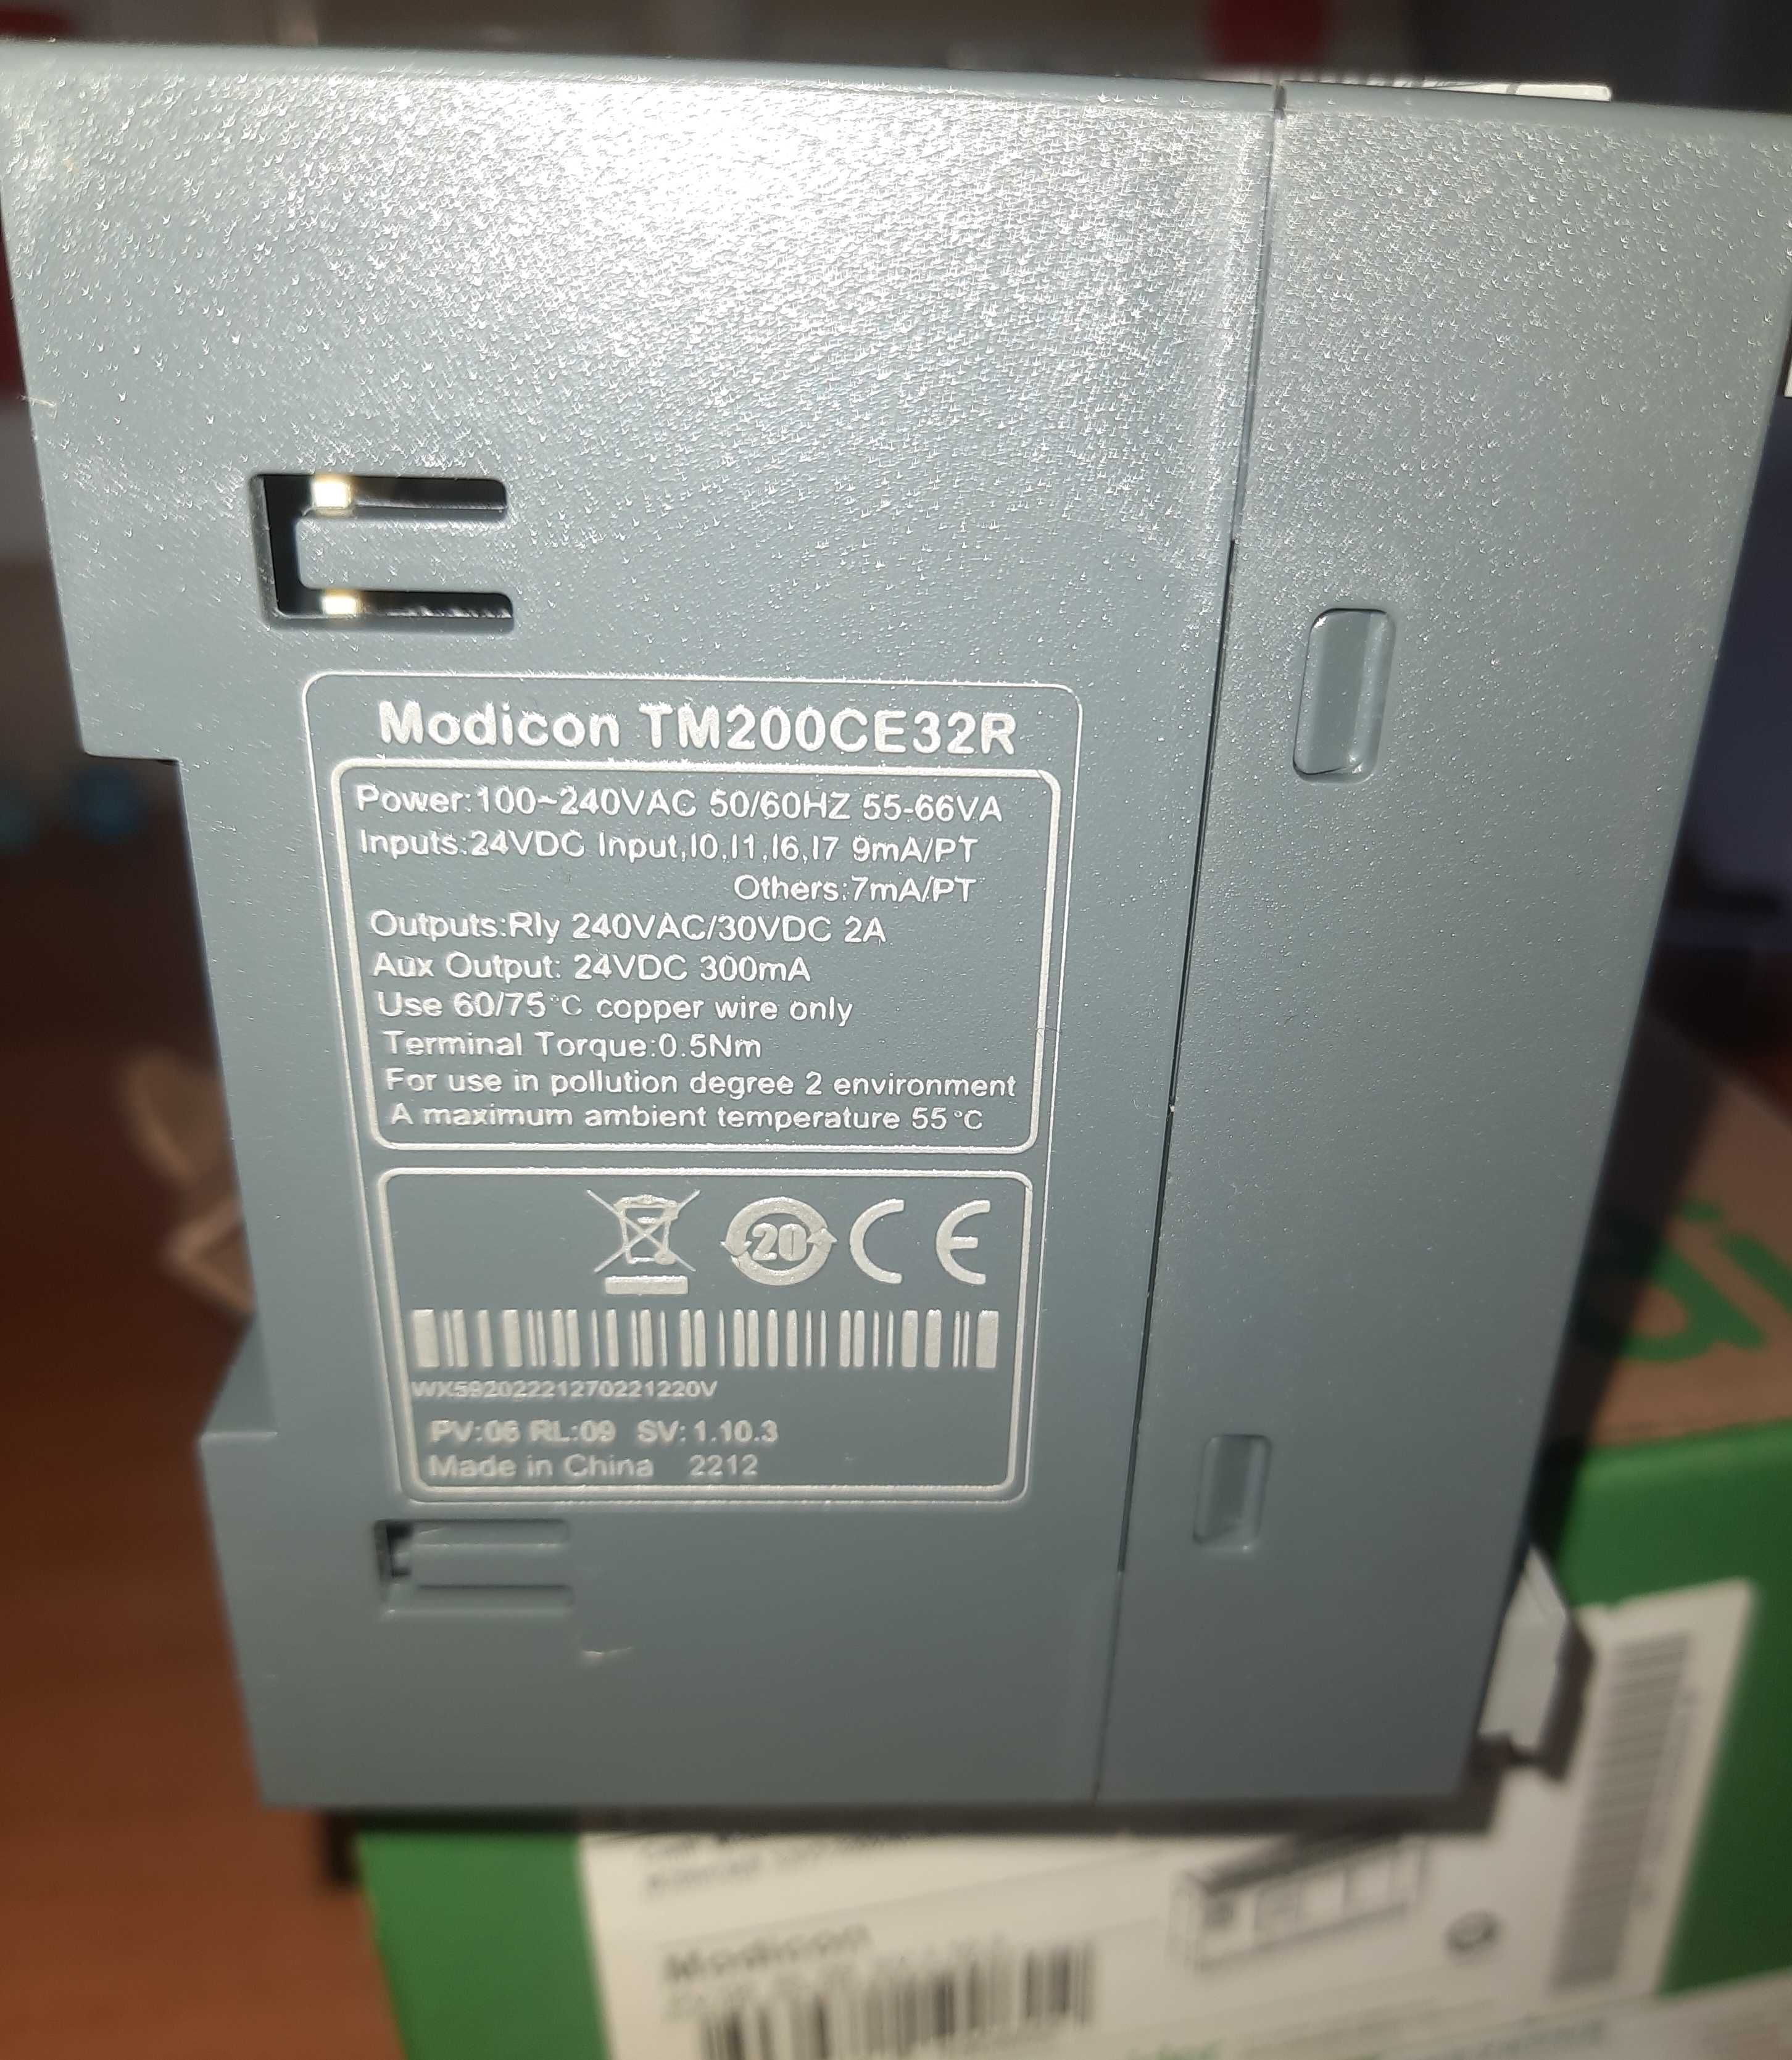 Modicon TM200CE32R
Power:100~240VAC 50/60HZ 55-66VA
Inputs:24VDC Input,I0,I1,I6,I7 9mA/PT
Others:7mA/PT
Outputs:Rly 240VAC/30VDC 2A
Aux Output: 24VDC 300mA
Use 60/75°C copper wire only
Terminal Torque:0.5Nm
For use in pollution degree 2 environment
A maximum ambient temperature 55°C
20 CE
WX59202221270221220V
PV:06 RL:09 SV:1.10.3
Made in China 2212
Modicon